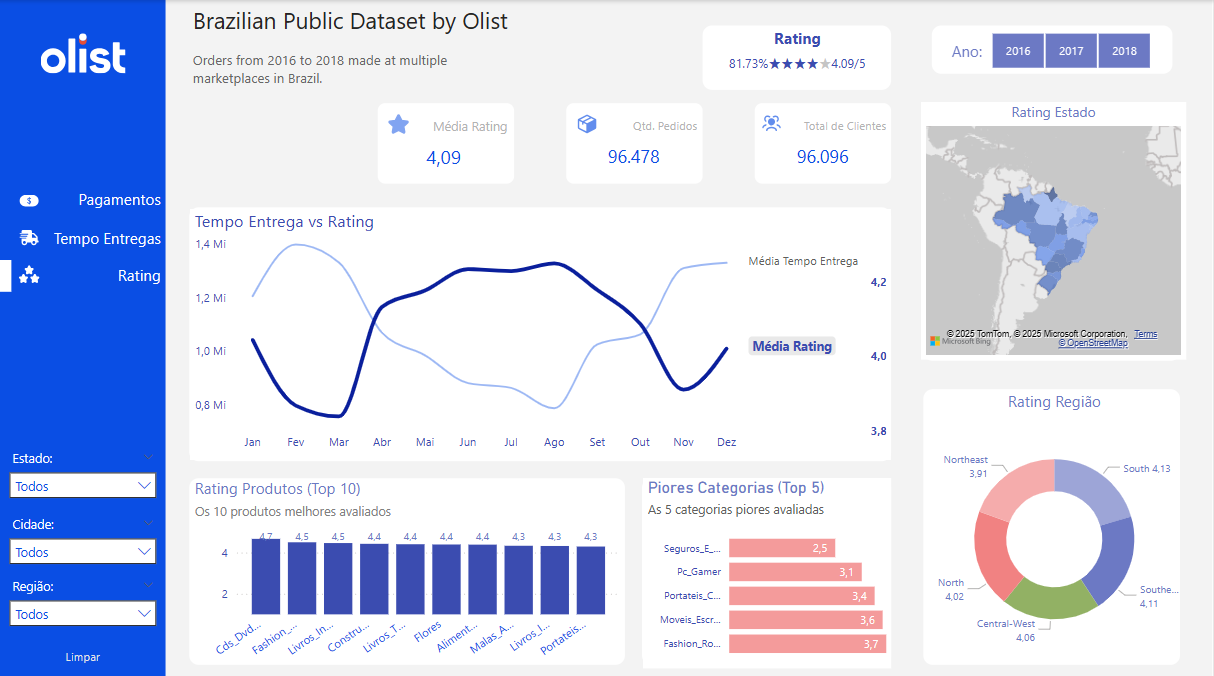 olist
Pagamentos
Tempo Entregas
Rating
Estado:
Todos
Cidade:
Todos
Região:
Todos
Limpar
Brazilian Public Dataset by Olist
Orders from 2016 to 2018 made at multiple
marketplaces in Brazil.
Rating
81.73%★★★★★4.09/5
Ano:
2016
2017
2018
Média Rating
4,09
Qtd. Pedidos
96.478
Total de Clientes
96.096
Tempo Entrega vs Rating
1,4 Mi
1,2 Mi
1,0 Mi
0,8 Mi
Média Tempo Entrega
Média Rating
4,2
4,0
3,8
Jan Fev Mar Abr Mai Jun Jul Ago Set Out Nov Dez
Rating Estado
© 2025 TomTom, © 2025 Microsoft Corporation, Terms
Microsoft Bing
© OpenStreetMap
Rating Produtos (Top 10)
Os 10 produtos melhores avaliados
4
2
4,7 4,5 4,5 4,4 4,4 4,4 4,4 4,3 4,3 4,3
Cds_Dvd...
Fashion_...
Livros_In...
Constru...
Livros_T...
Flores
Aliment...
Malas_A...
Livros_I...
Portateis...
Piores Categorias (Top 5)
As 5 categorias piores avaliadas
Seguros_E_... 2,5
Pc_Gamer 3,1
Portateis_C... 3,4
Moveis_Escr... 3,6
Fashion_Ro... 3,7
Rating Região
Northeast
3,91
South 4,13
North
4,02
Southe...
4,11
Central-West
4,06